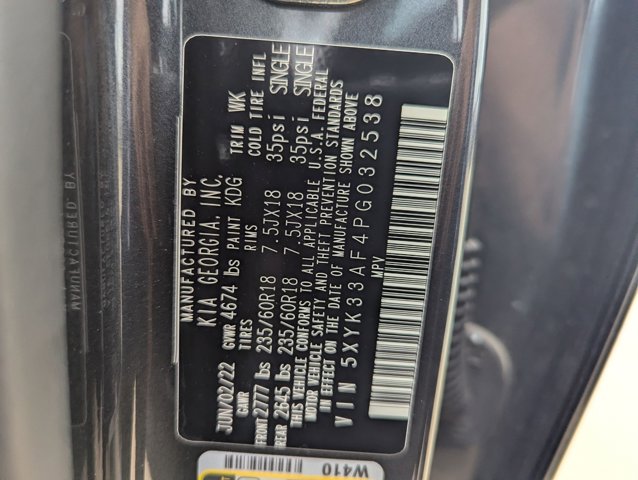 MANUFACTURED BY
KIA GEORGIA, INC.
JUN/02/22 GVWR 4674 lbs PAINT KDG TRIM WK
GAWR TIRES RIMS COLD TIRE INFL
FRONT 2777 lbs 235/60R18 7.5JX18 35psi SINGLE
REAR 2645 lbs 235/60R18 7.5JX18 35psi SINGLE
THIS VEHICLE CONFORMS TO ALL APPLICABLE U.S.A. FEDERAL
MOTOR VEHICLE SAFETY AND THEFT PREVENTION STANDARDS
IN EFFECT ON THE DATE OF MANUFACTURE SHOWN ABOVE
VIN 5XYK33AF4PG032538
MPV
W410
MANUFACTURED BY